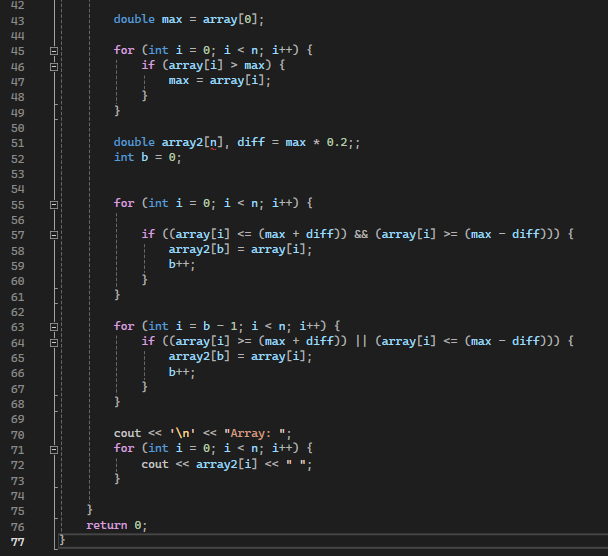 42
43 double max = array[0];
44
45 for (int i = 0; i < n; i++) {
46 if (array[i] > max) {
47 max = array[i];
48 }
49 }
50
51 double array2[n], diff = max * 0.2;;
52 int b = 0;
53
54
55 for (int i = 0; i < n; i++) {
56
57 if ((array[i] <= (max + diff)) && (array[i] >= (max - diff))) {
58 array2[b] = array[i];
59 b++;
60 }
61 }
62
63 for (int i = b - 1; i < n; i++) {
64 if ((array[i] >= (max + diff)) || (array[i] <= (max - diff))) {
65 array2[b] = array[i];
66 b++;
67 }
68 }
69
70 cout << '\n' << "Array: ";
71 for (int i = 0; i < n; i++) {
72 cout << array2[i] << " ";
73 }
74
75 }
76 return 0;
77 }